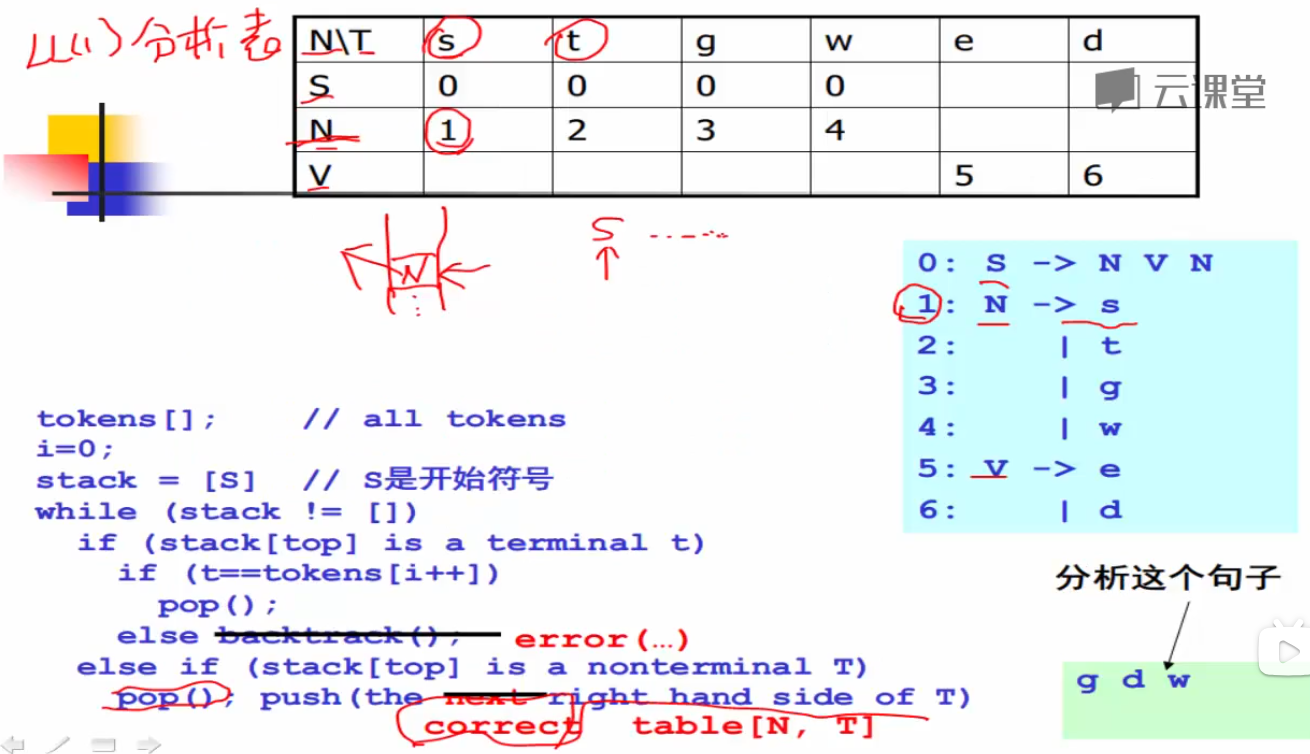 LL(1)分析表
N\T s t g w e d
S 0 0 0 0
N 1 2 3 4
V 5 6
云课堂
N
s ......
0: S -> N V N
1: N -> s
2: | t
3: | g
4: | w
5: V -> e
6: | d
tokens[]; // all tokens
i=0;
stack = [S] // S是开始符号
while (stack != [])
if (stack[top] is a terminal t)
if (t==tokens[i++])
pop();
else backtrack(); error(…)
else if (stack[top] is a nonterminal T)
pop(); push(the next right hand side of T)
correct table[N, T]
分析这个句子
g d w